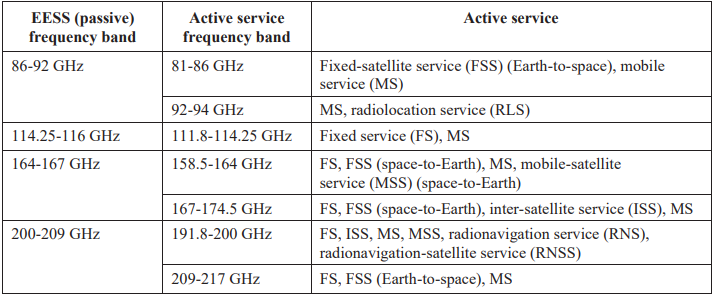 EESS (passive) frequency band | Active service frequency band | Active service
86-92 GHz | 81-86 GHz | Fixed-satellite service (FSS) (Earth-to-space), mobile
service (MS)
92-94 GHz | MS, radiolocation service (RLS)
114.25-116 GHz | 111.8-114.25 GHz | Fixed service (FS), MS
164-167 GHz | 158.5-164 GHz | FS, FSS (space-to-Earth), MS, mobile-satellite
service (MSS) (space-to-Earth)
167-174.5 GHz | FS, FSS (space-to-Earth), inter-satellite service (ISS), MS
200-209 GHz | 191.8-200 GHz | FS, ISS, MS, MSS, radionavigation service (RNS),
radionavigation-satellite service (RNSS)
209-217 GHz | FS, FSS (Earth-to-space), MS